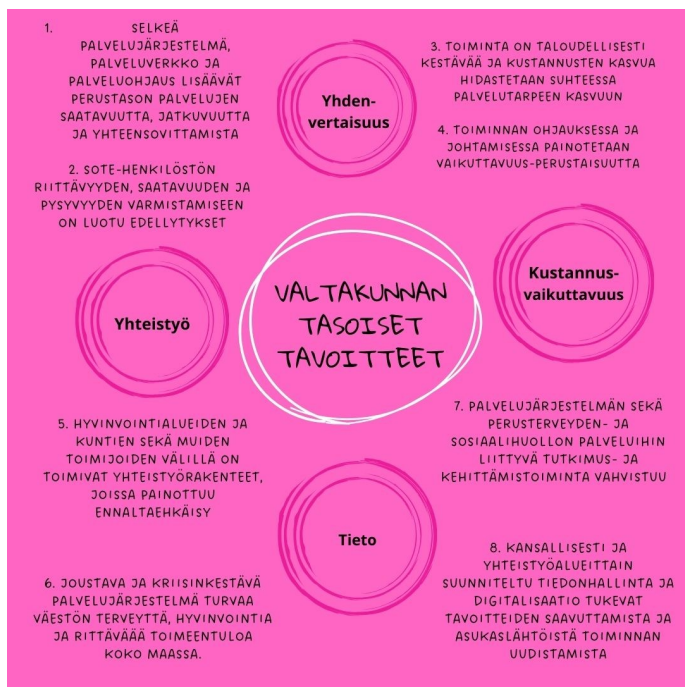 1. SELKEÄ
PALVELUJÄRJESTELMÄ,
PALVELUVERKKO JA
PALVELUOHJAUS LISÄÄVÄT
PERUSTASON PALVELUJEN
SAATAVUUTTA, JATKUVUUTTA
JA YHTEENSOVITTAMISTA
2. SOTE-HENKILÖSTÖN
RIITTÄVYYDEN, SAATAVUUDEN JA
PYSYVYYDEN VARMISTAMISEEN
ON LUOTU EDELLYTYKSET
Yhden-
vertaisuus
3. TOIMINTA ON TALOUDELLISESTI
KESTÄVÄÄ JA KUSTANNUSTEN KASVUA
HIDASTETAAN SUHTEESSA
PALVELUTARPEEN KASVUUN
4. TOIMINNAN OHJAUKSESSA JA
JOHTAMISESSA PAINOTETAAN
VAIKUTTAVUUS-PERUSTAISUUTTA
Yhteistyö
VALTAKUNNAN
TASOISET
TAVOITTEET
Kustannus-
vaikuttavuus
5. HYVINVOINTIALUEIDEN JA
KUNTIEN SEKÄ MUIDEN
TOIMIJOIDEN VÄLILLÄ ON
TOIMIVAT YHTEISTYÖRAKENTEET,
JOISSA PAINOTTUU
ENNALTAEHKÄISY
6. JOUSTAVA JA KRIISINKESTÄVÄ
PALVELUJÄRJESTELMÄ TURVAA
VÄESTÖN TERVEYTTÄ, HYVINVOINTIA
JA RITTÄVÄÄÄ TOIMEENTULOA
KOKO MAASSA.
Tieto
7. PALVELUJÄRJESTELMÄN SEKÄ
PERUSTERVEYDEN- JA
SOSIAALIHUOLLON PALVELUIHIN
LIITTYVÄ TUTKIMUS- JA
KEHITTÄMISTOIMINTA VAHVISTUU
8. KANSALLISESTI JA
YHTEISTYÖALUEITTAIN
SUUNNITELTU TIEDONHALLINTA JA
DIGITALISAATIO TUKEVAT
TAVOITTEIDEN SAAVUTTAMISTA JA
ASUKASLÄHTÖISTÄ TOIMINNAN
UUDISTAMISTA